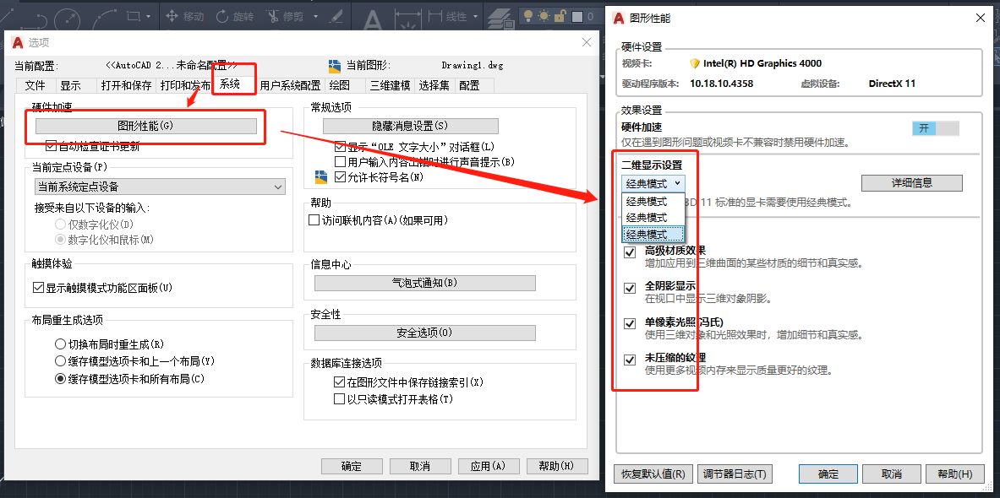 移动
旋转
修剪
线性
0
选项
当前配置:
<<AutoCAD 2...未命名配置>>
当前图形:
Drawing1.dwg
文件
显示
打开和保存
打印和发布
系统
用户系统配置
绘图
三维建模
选择集
配置
硬件加速
图形性能(G)
自动检查证书更新
当前定点设备(P)
当前系统定点设备
接受来自以下设备的输入:
仅数字化仪(D)
数字化仪和鼠标(M)
触摸体验
显示触摸模式功能区面板(U)
布局重生成选项
切换布局时重生成(R)
缓存模型选项卡和上一个布局(Y)
缓存模型选项卡和所有布局(C)
常规选项
隐藏消息设置(S)
显示“OLE 文字大小”对话框(L)
用户输入内容出错时进行声音提示(B)
允许长符号名(N)
帮助
访问联机内容(A)(如果可用)
信息中心
气泡式通知(B)
安全性
安全选项(O)
数据库连接选项
在图形文件中保存链接索引(X)
以只读模式打开表格(T)
确定
取消
应用(A)
帮助(H)
图形性能
硬件设置
视频卡:
Intel(R) HD Graphics 4000
驱动程序版本:
10.18.10.4358
虚拟设备:
DirectX 11
效果设置
硬件加速
开
仅在遇到图形问题或视频卡不兼容时禁用硬件加速。
二维显示设置
经典模式
详细信息
经典模式
3D 11 标准的显卡需要使用经典模式。
经典模式
经典模式
高级材质效果
增加应用到三维曲面的某些材质的细节和真实感。
全阴影显示
在视口中显示三维对象阴影。
单像素光照(冯氏)
使用三维对象和光照效果时，增加细节和真实感。
未压缩的纹理
使用更多视频内存来显示质量更好的纹理。
恢复默认值(R)
调节器日志(T)
确定
取消
帮助(H)